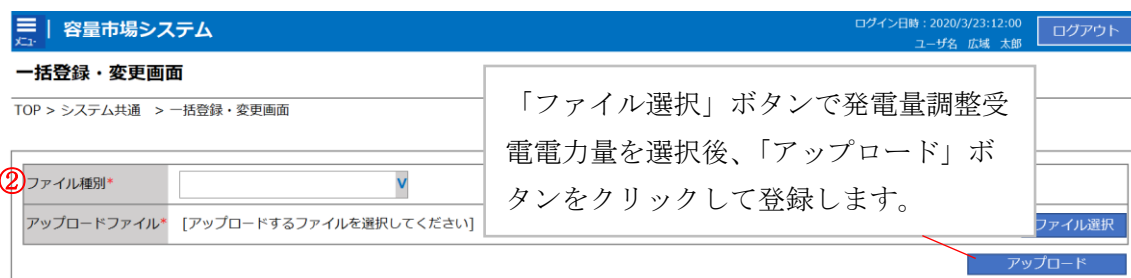 メニュー 容量市場システム
ログイン日時：2020/3/23:12:00
ユーザ名 広域 太郎
ログアウト
一括登録・変更画面
TOP > システム共通 > 一括登録・変更画面
「ファイル選択」ボタンで発電量調整受
電電力量を選択後、「アップロード」ボ
タンをクリックして登録します。
②
ファイル種別*
v
アップロードファイル* [アップロードするファイルを選択してください]
ファイル選択
アップロード